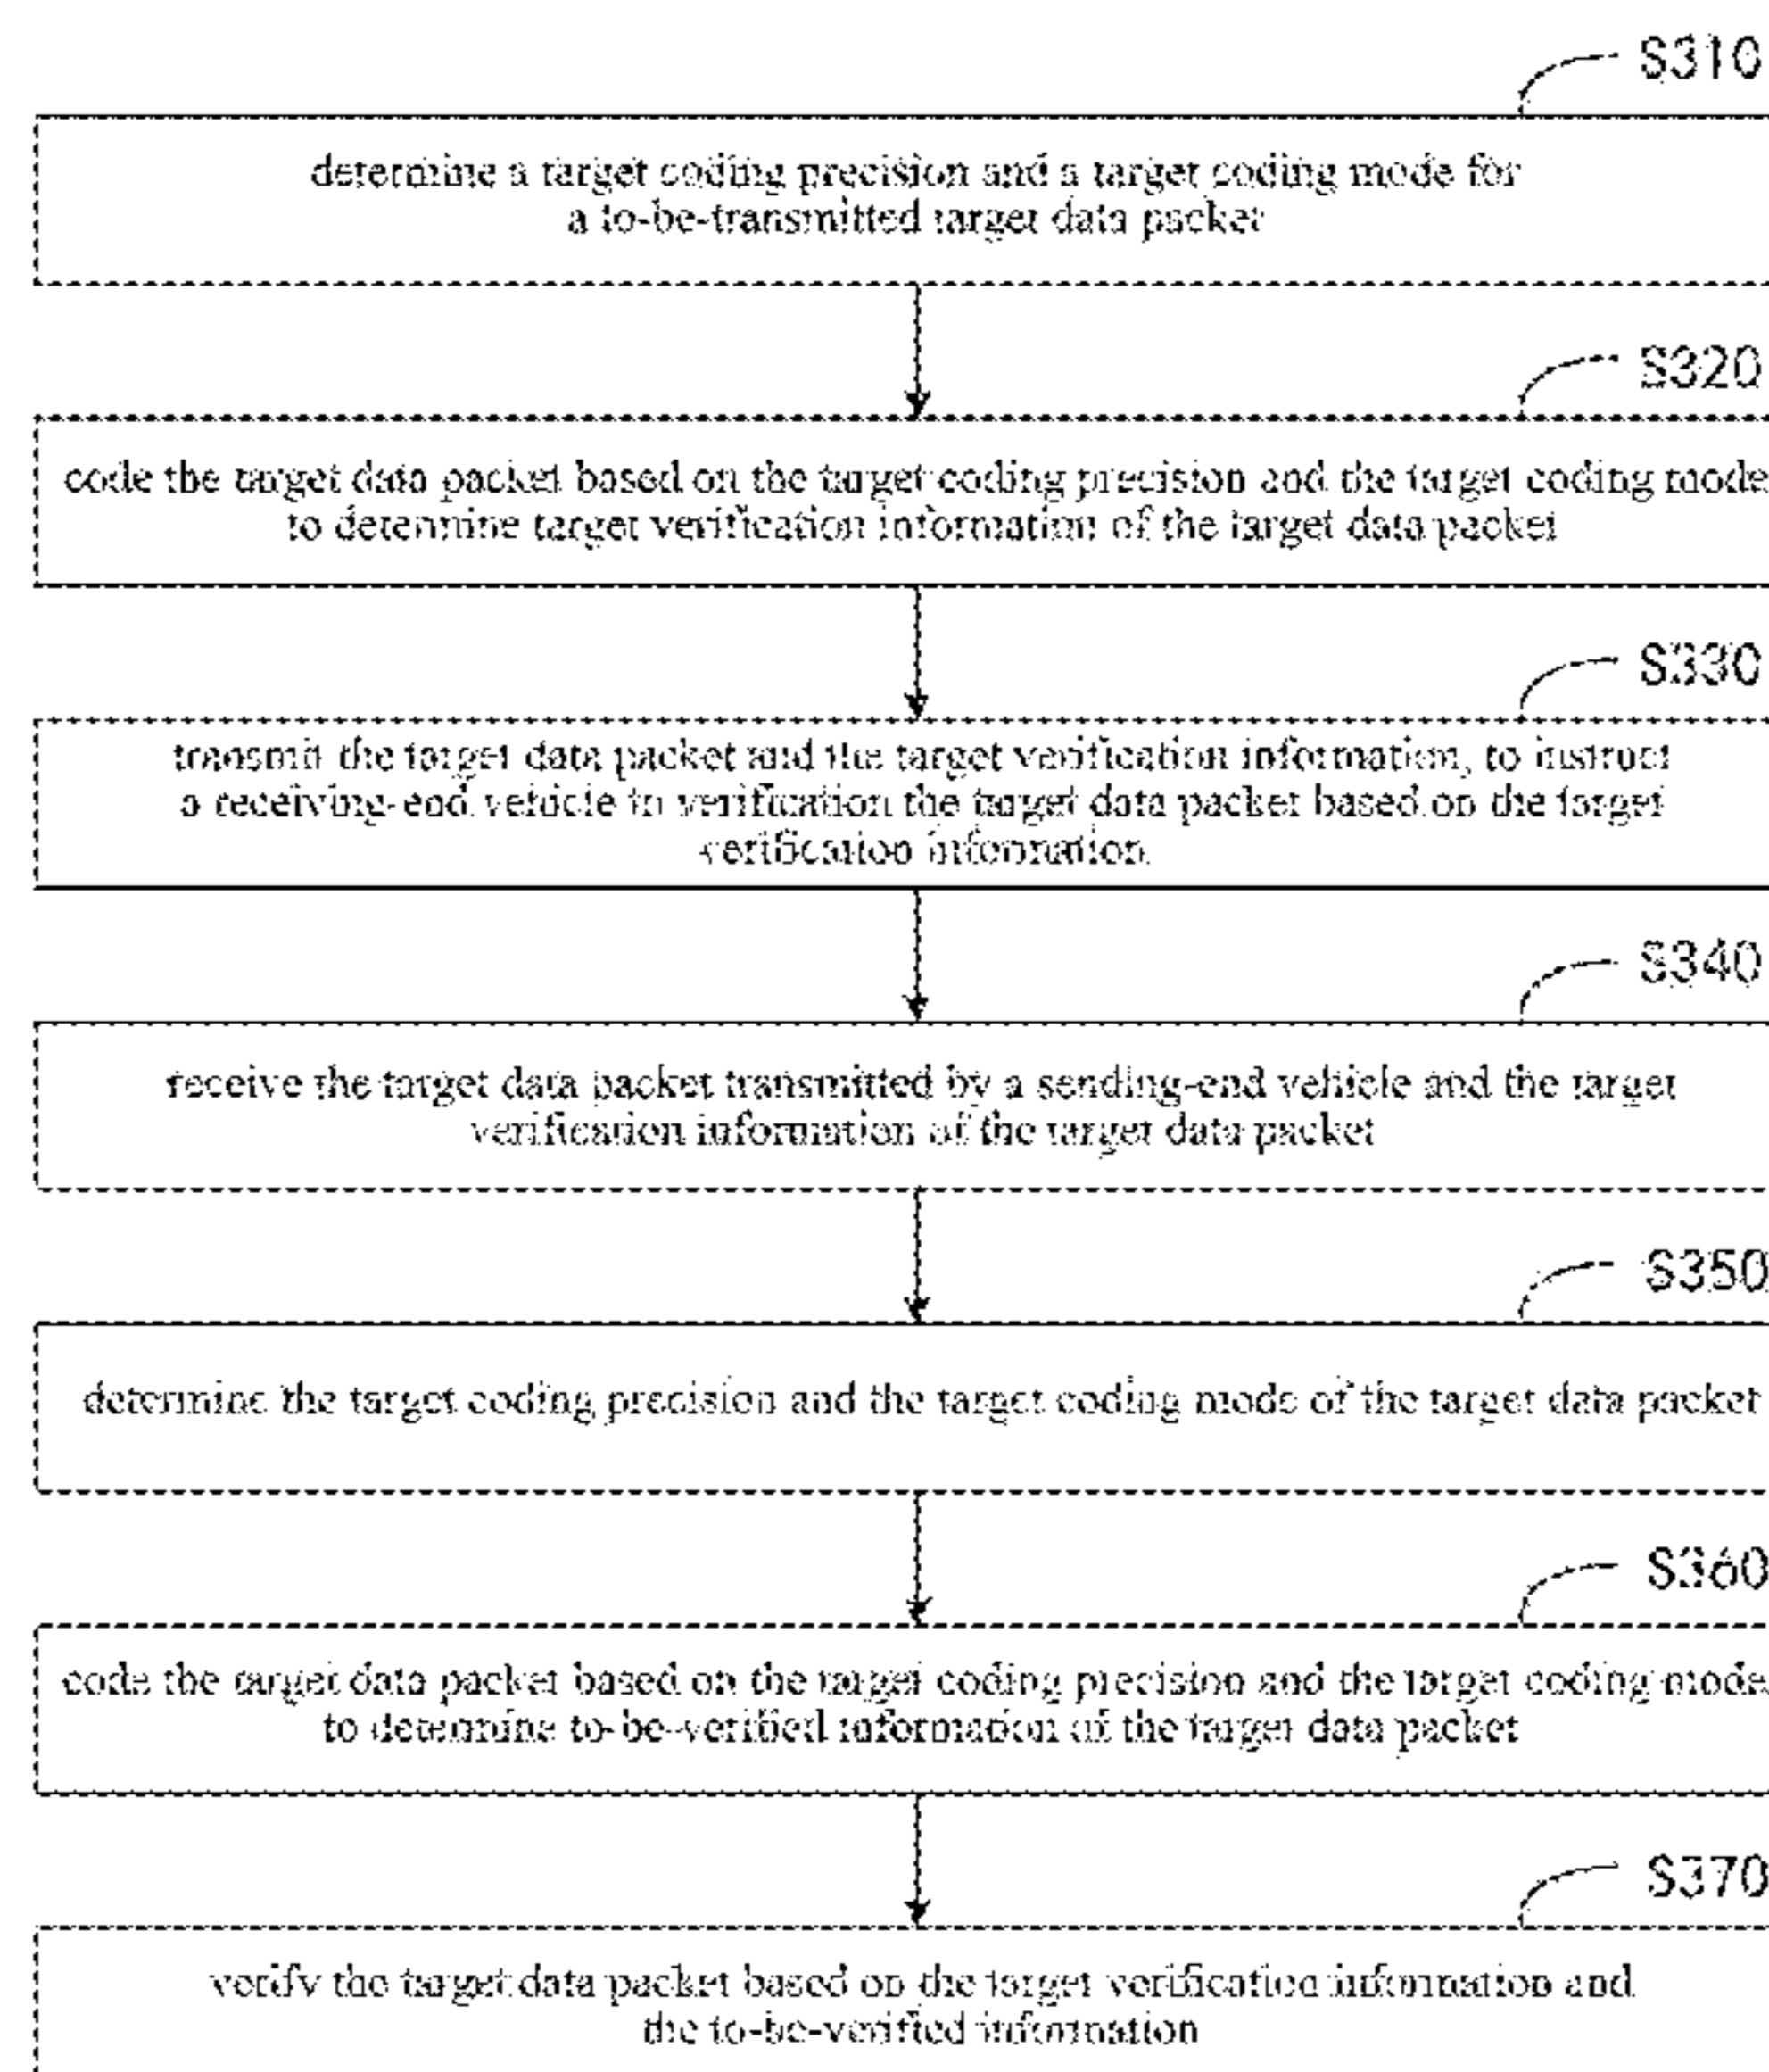 S310
determine a target coding precision and a target coding mode for
a to-be-transmitted target data packet
S320
code the target data packet based on the target coding precision and the target coding mode
to determine target verification information of the target data packet
S330
transmit the target data packet and the target verification information, to instruct
a receiving-end vehicle to verification the target data packet based on the target
verification information
S340
receive the target data packet transmitted by a sending-end vehicle and the target
verification information of the target data packet
S350
determine the target coding precision and the target coding mode of the target data packet
S360
code the target data packet based on the target coding precision and the target coding mode
to determine to-be-verified information of the target data packet
S370
verify the target data packet based on the target verification information and
the to-be-verified information